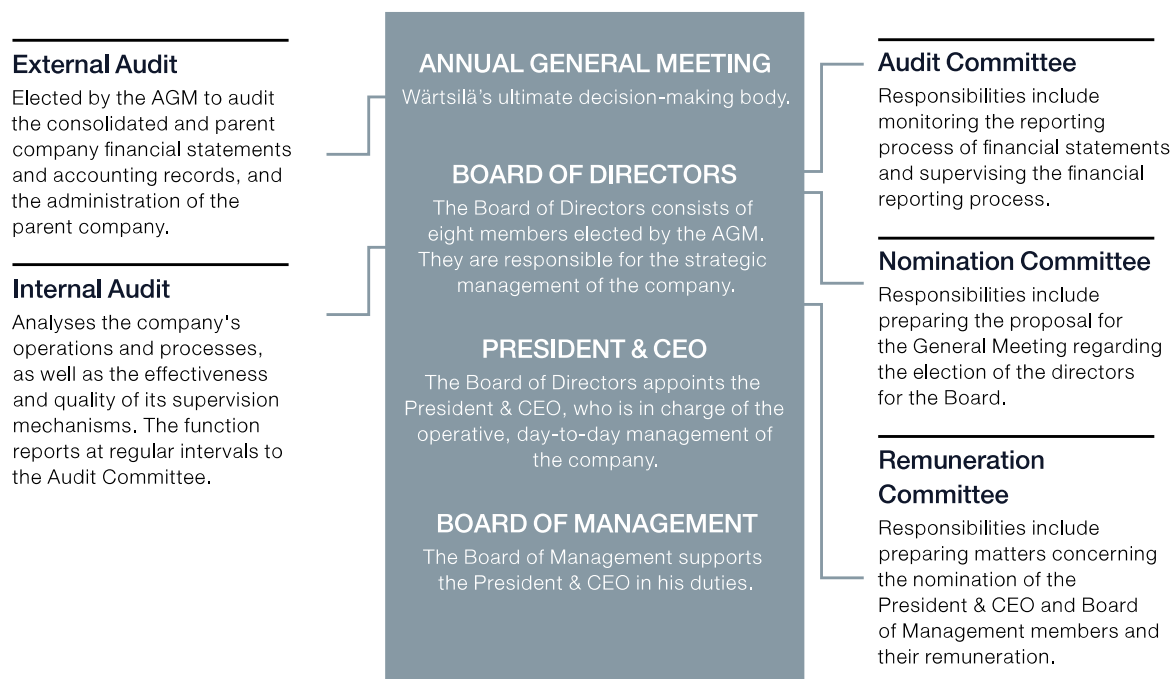 External Audit
Elected by the AGM to audit
the consolidated and parent
company financial statements
and accounting records, and
the administration of the
parent company.
Internal Audit
Analyses the company's
operations and processes,
as well as the effectiveness
and quality of its supervision
mechanisms. The function
reports at regular intervals to
the Audit Committee.
ANNUAL GENERAL MEETING
Wärtsilä’s ultimate decision-making body.
BOARD OF DIRECTORS
The Board of Directors consists of
eight members elected by the AGM.
They are responsible for the strategic
management of the company.
PRESIDENT & CEO
The Board of Directors appoints the
President & CEO, who is in charge of the
operative, day-to-day management of
the company.
BOARD OF MANAGEMENT
The Board of Management supports
the President & CEO in his duties.
Audit Committee
Responsibilities include
monitoring the reporting
process of financial statements
and supervising the financial
reporting process.
Nomination Committee
Responsibilities include
preparing the proposal for
the General Meeting regarding
the election of the directors
for the Board.
Remuneration
Committee
Responsibilities include
preparing matters concerning
the nomination of the
President & CEO and Board
of Management members and
their remuneration.